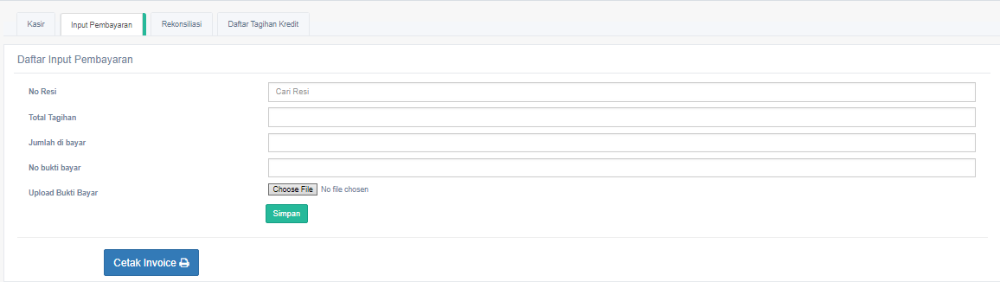 Kasir Input Pembayaran Rekonsiliasi Daftar Tagihan Kredit
Daftar Input Pembayaran
No Resi Cari Resi
Total Tagihan
Jumlah di bayar
No bukti bayar
Upload Bukti Bayar Choose File No file chosen
Simpan
Cetak Invoice